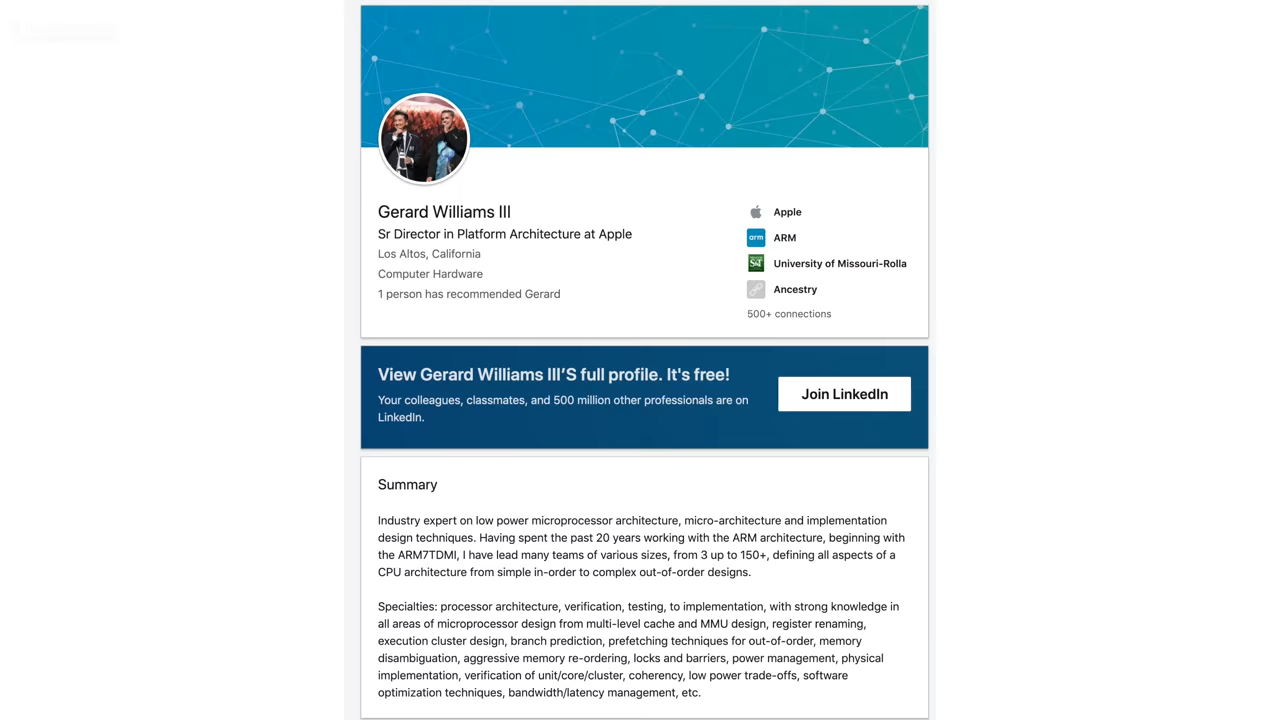 Gerard Williams III
Sr Director in Platform Architecture at Apple
Los Altos, California
Computer Hardware
1 person has recommended Gerard
Apple
arm ARM
S&T University of Missouri-Rolla
Ancestry
500+ connections
View Gerard Williams III’S full profile. It's free!
Your colleagues, classmates, and 500 million other professionals are on
LinkedIn.
Join LinkedIn
Summary
Industry expert on low power microprocessor architecture, micro-architecture and implementation
design techniques. Having spent the past 20 years working with the ARM architecture, beginning with
the ARM7TDMI, I have lead many teams of various sizes, from 3 up to 150+, defining all aspects of a
CPU architecture from simple in-order to complex out-of-order designs.
Specialties: processor architecture, verification, testing, to implementation, with strong knowledge in
all areas of microprocessor design from multi-level cache and MMU design, register renaming,
execution cluster design, branch prediction, prefetching techniques for out-of-order, memory
disambiguation, aggressive memory re-ordering, locks and barriers, power management, physical
implementation, verification of unit/core/cluster, coherency, low power trade-offs, software
optimization techniques, bandwidth/latency management, etc.